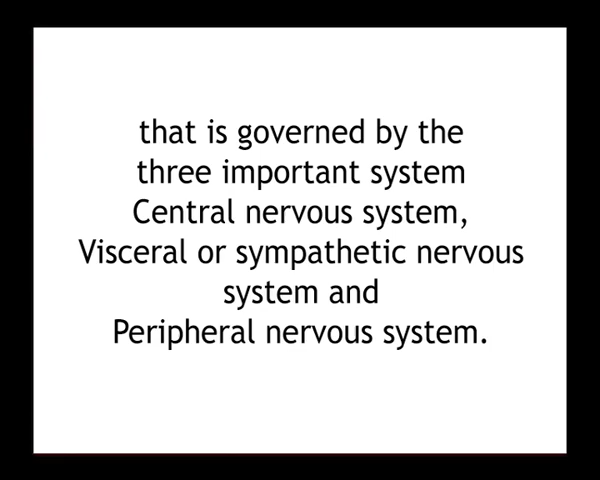 that is governed by the
three important system
Central nervous system,
Visceral or sympathetic nervous
system and
Peripheral nervous system.